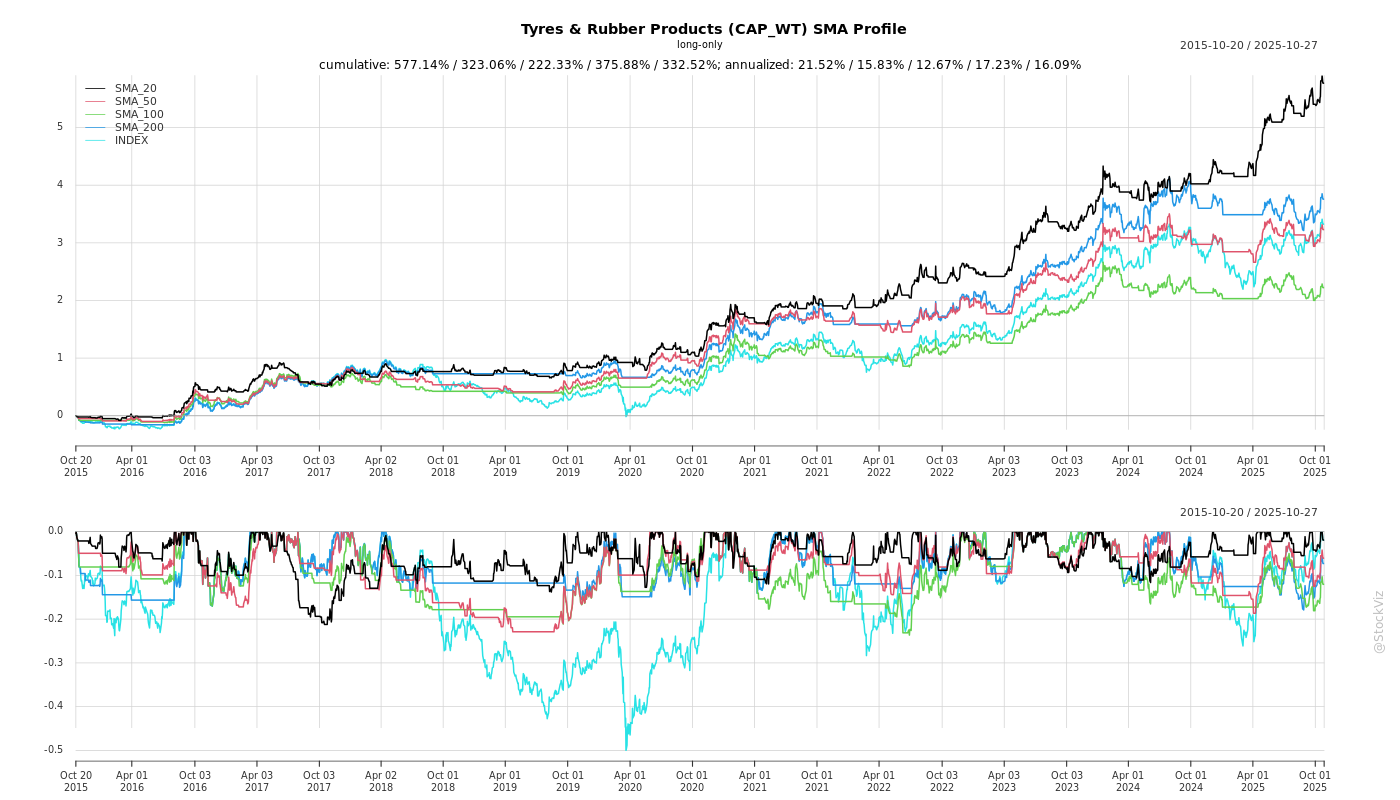 Tyres & Rubber Products (CAP_WT) SMA Profile
long-only
2015-10-20 / 2025-10-27
cumulative: 577.14% / 323.06% / 222.33% / 375.88% / 332.52%; annualized: 21.52% / 15.83% / 12.67% / 17.23% / 16.09%
SMA_20
SMA_50
SMA_100
SMA_200
INDEX
5
4
3
2
1
0
Oct 20 Apr 01 Oct 03 Apr 03 Oct 03 Apr 02 Oct 01 Apr 01 Oct 01 Apr 01 Oct 01 Apr 01 Oct 01 Apr 01 Oct 03 Apr 03 Oct 03 Apr 01 Oct 01 Apr 01 Oct 01
2015 2016 2016 2017 2017 2018 2018 2019 2019 2020 2020 2021 2021 2022 2022 2023 2023 2024 2024 2025 2025
2015-10-20 / 2025-10-27
0.0
-0.1
-0.2
-0.3
-0.4
-0.5
Oct 20 Apr 01 Oct 03 Apr 03 Oct 03 Apr 02 Oct 01 Apr 01 Oct 01 Apr 01 Oct 01 Apr 01 Oct 01 Apr 01 Oct 03 Apr 03 Oct 03 Apr 01 Oct 01 Apr 01 Oct 01
2015 2016 2016 2017 2017 2018 2018 2019 2019 2020 2020 2021 2021 2022 2022 2023 2023 2024 2024 2025 2025
@StockViz